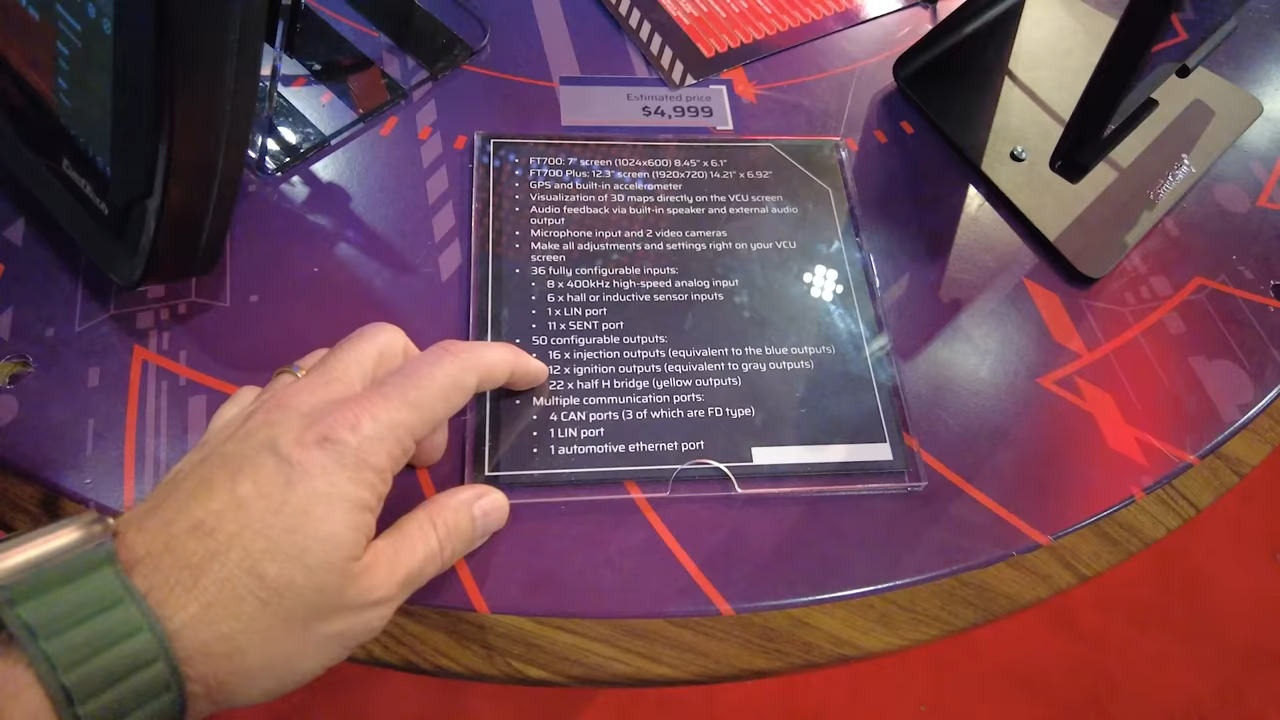 Estimated price
$4,999
• FT700: 7" screen (1024x600) 8.45" x 6.1"
• FT700 Plus: 12.3" screen (1920x720) 14.21" x 6.92"
• GPS and built-in accelerometer
• Visualization of 3D maps directly on the VCU screen
• Audio feedback via built-in speaker and external audio
output
• Microphone input and 2 video cameras
• Make all adjustments and settings right on your VCU
screen
• 36 fully configurable inputs:
• 8 x 400kHz high-speed analog input
• 6 x hall or inductive sensor inputs
• 1 x LIN port
• 11 x SENT port
• 50 configurable outputs:
• 16 x injection outputs (equivalent to the blue outputs)
12 x ignition outputs (equivalent to gray outputs)
22 x half H bridge (yellow outputs)
• Multiple communication ports:
• 4 CAN ports (3 of which are FD type)
• 1 LIN port
• 1 automotive ethernet port